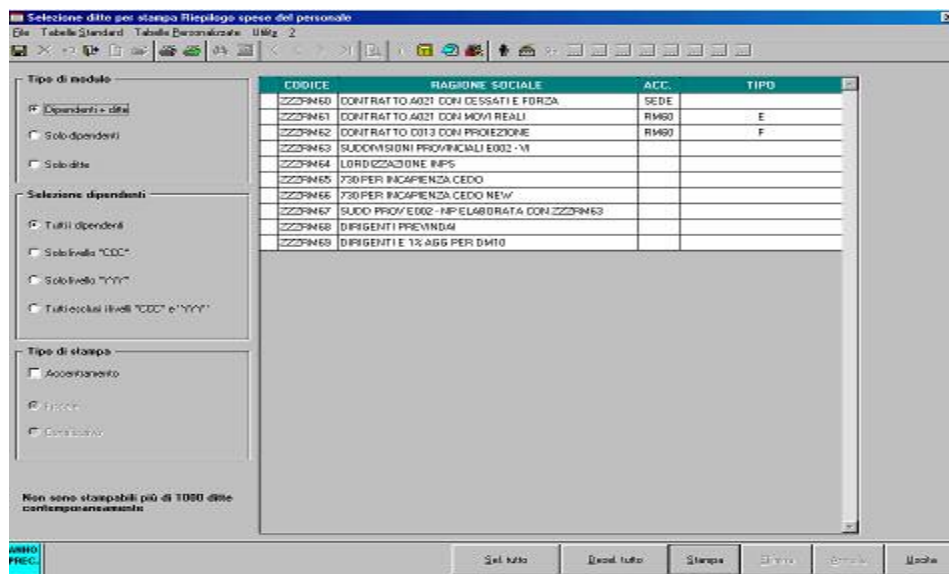 Selezione ditte per stampa Riepilogo spese del personale
File Tabelle Standard Tabelle Personalizzate Utility ?
Tipo di modulo
Dipendenti + ditte
Solo dipendenti
Solo ditte
Selezione dipendenti
Tutti i dipendenti
Solo livello "CCC"
Solo livello "YYY"
Tutti esclusi i livelli "CCC" e "YYY"
Tipo di stampa
Accentramento
Non sono stampabili più di 1000 ditte
contemporaneamente
CODICE RAGIONE SOCIALE ACC. TIPO
ZZZRM60 CONTRATTO A021 CON CESSATI E FORZA SEDE
ZZZRM61 CONTRATTO A021 CON MOVI REALI RM60 E
ZZZRM62 CONTRATTO C013 CON PROIEZIONE RM60 F
ZZZRM63 SUDDIVISIONI PROVINCIALI E002 - VI
ZZZRM64 LORDIZZAZIONE INPS
ZZZRM65 730 PER INCAPIENZA CEDO
ZZZRM66 730 PER INCAPIENZA CEDO NEW
ZZZRM67 SUDD PROV E002 - NP ELABORATA CON ZZZRM63
ZZZRM68 DIRIGENTI PREVINDAI
ZZZRM69 DIRIGENTI E 1% AGG PER DM10
ANNO
PREC.
Sel. tutto Desel. tutto Stampa Uscita